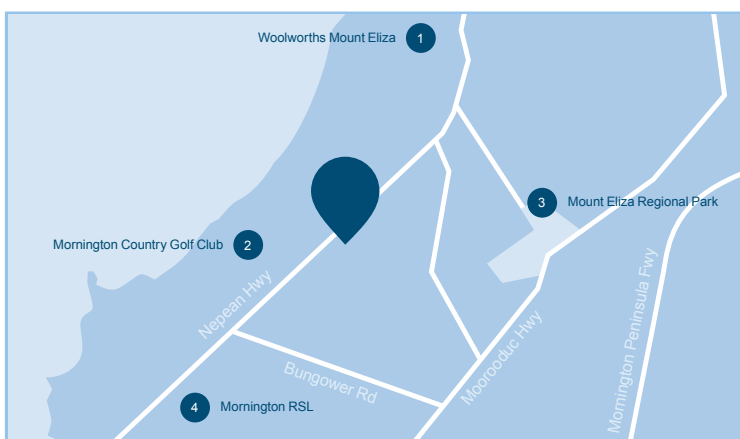 Woolworths Mount Eliza 1
3 Mount Eliza Regional Park
Mornington Country Golf Club 2
Nepean Hwy
Mornington Peninsula Fwy
Moorooduc Hwy
Bungower Rd
4 Mornington RSL